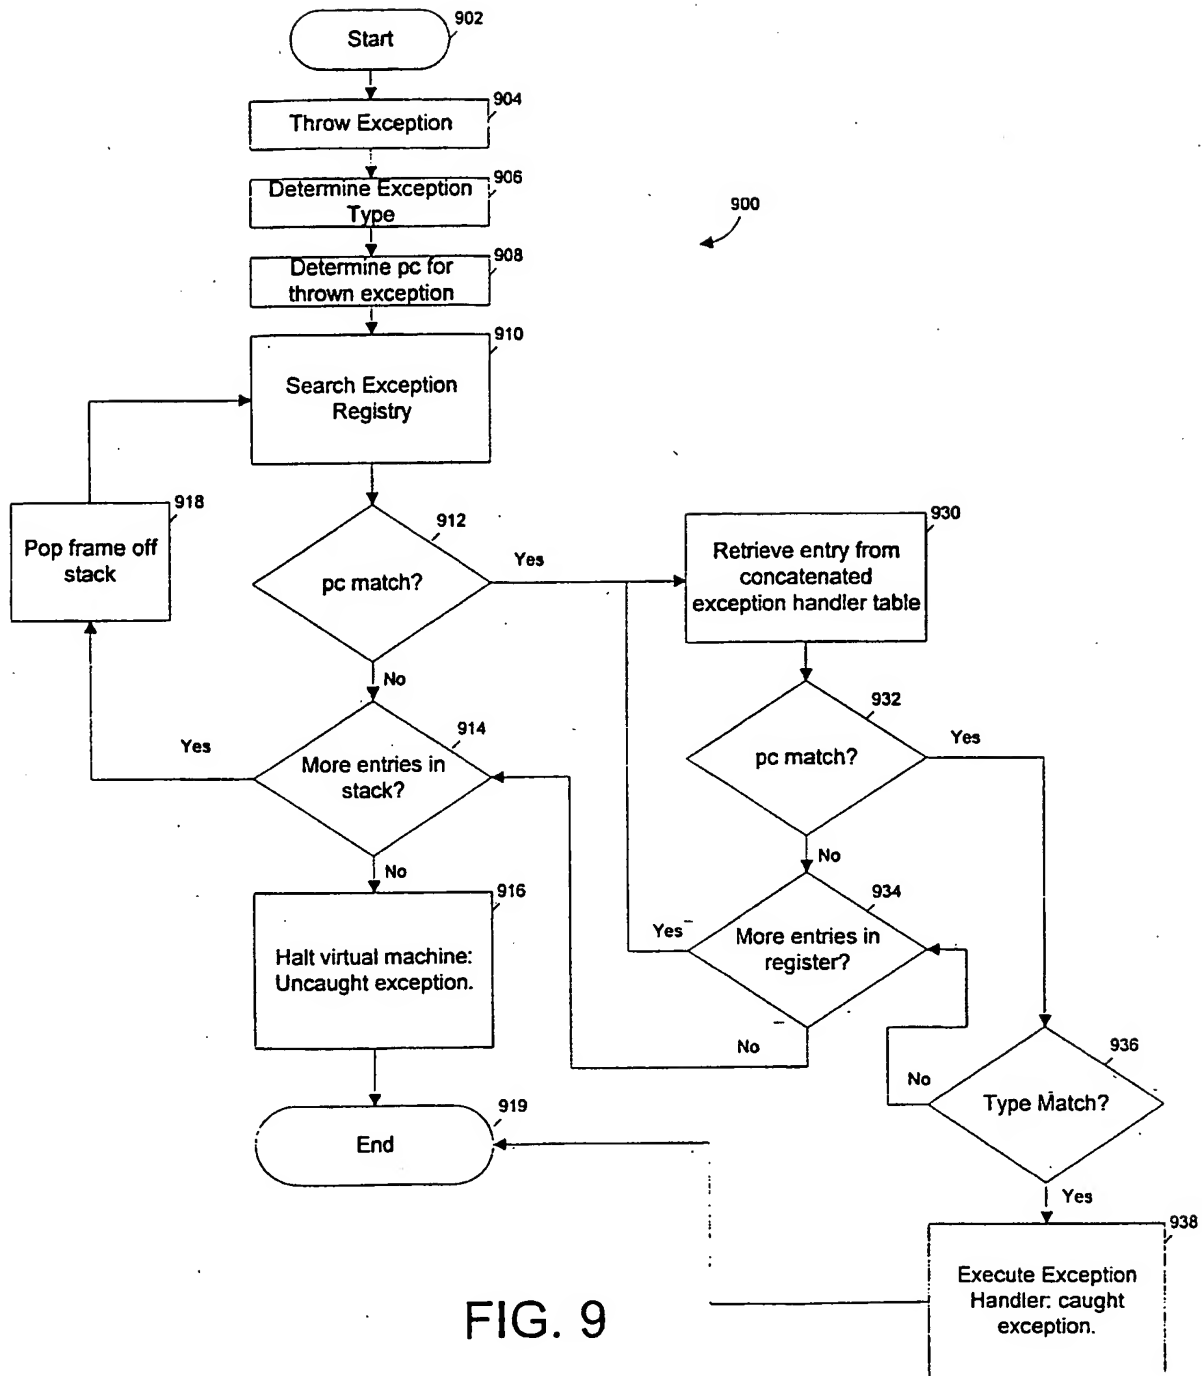 902
Start
904
Throw Exception
906
Determine Exception
Type
900
908
Determine pc for
thrown exception
910
Search Exception
Registry
918
Pop frame off
stack
912
pc match?
Yes
No
930
Retrieve entry from
concatenated
exception handler table
932
pc match?
Yes
No
914
More entries in
stack?
Yes
No
934
More entries in
register?
Yes
No
916
Halt virtual machine:
Uncaught exception.
936
Type Match?
No
Yes
919
End
938
Execute Exception
Handler: caught
exception.
FIG. 9